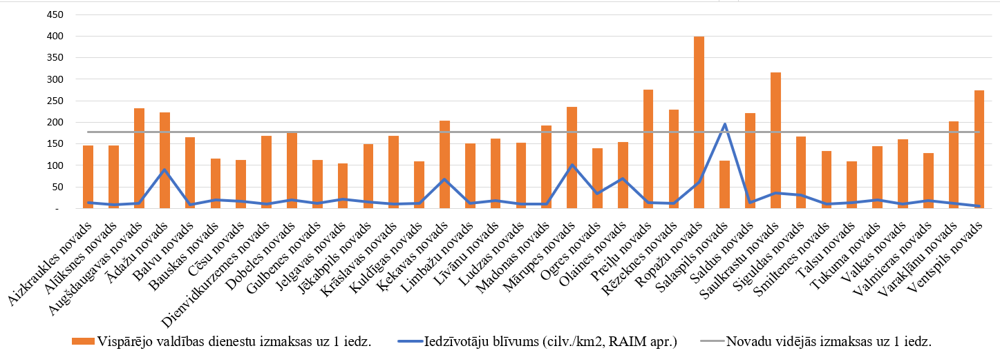 450
400
350
300
250
200
150
100
50
-
Aizkraukles novads
Alūksnes novads
Augšdaugavas novads
Ādažu novads
Balvu novads
Bauskas novads
Cēsu novads
Dienvidkurzemes novads
Dobeles novads
Gulbenes novads
Jelgavas novads
Jēkabpils novads
Krāslavas novads
Kuldīgas novads
Ķekavas novads
Limbažu novads
Līvānu novads
Ludzas novads
Madonas novads
Mārupes novads
Ogres novads
Olaines novads
Preiļu novads
Rēzeknes novads
Ropažu novads
Salaspils novads
Saldus novads
Saulkrastu novads
Siguldas novads
Smiltenes novads
Talsu novads
Tukuma novads
Valkas novads
Valmieras novads
Varakļānu novads
Ventspils novads
Vispārējo valdības dienestu izmaksas uz 1 iedz. Iedzīvotāju blīvums (cilv./km2, RAIM apr.) Novadu vidējās izmaksas uz 1 iedz.